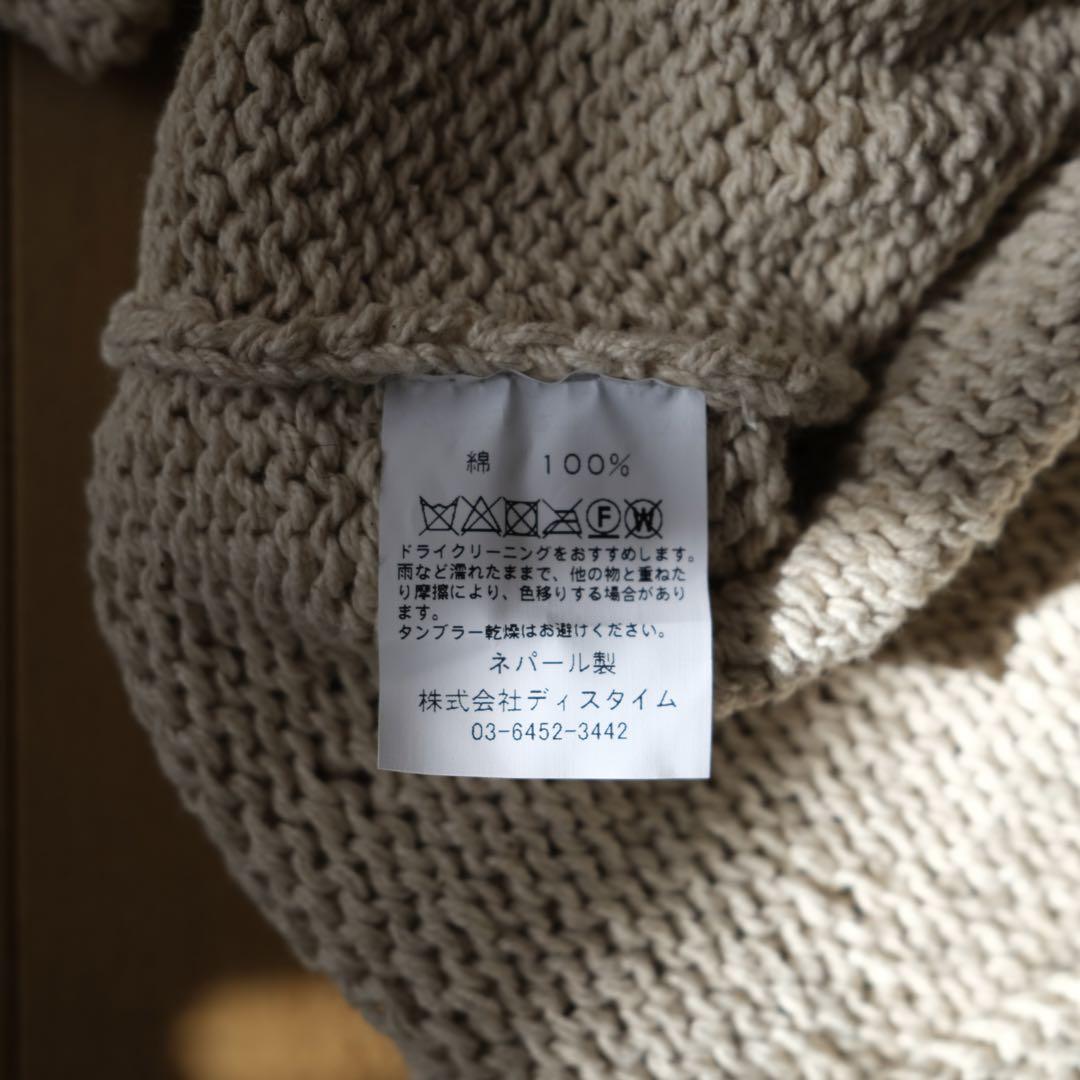 綿 100%
F W
ドライクリーニングをおすすめします。
雨など濡れたままで、他の物と重ねた
り摩擦により、色移りする場合があり
ます。
タンブラー乾燥はお避けください。
ネパール製
株式会社ディスタイム
03-6452-3442